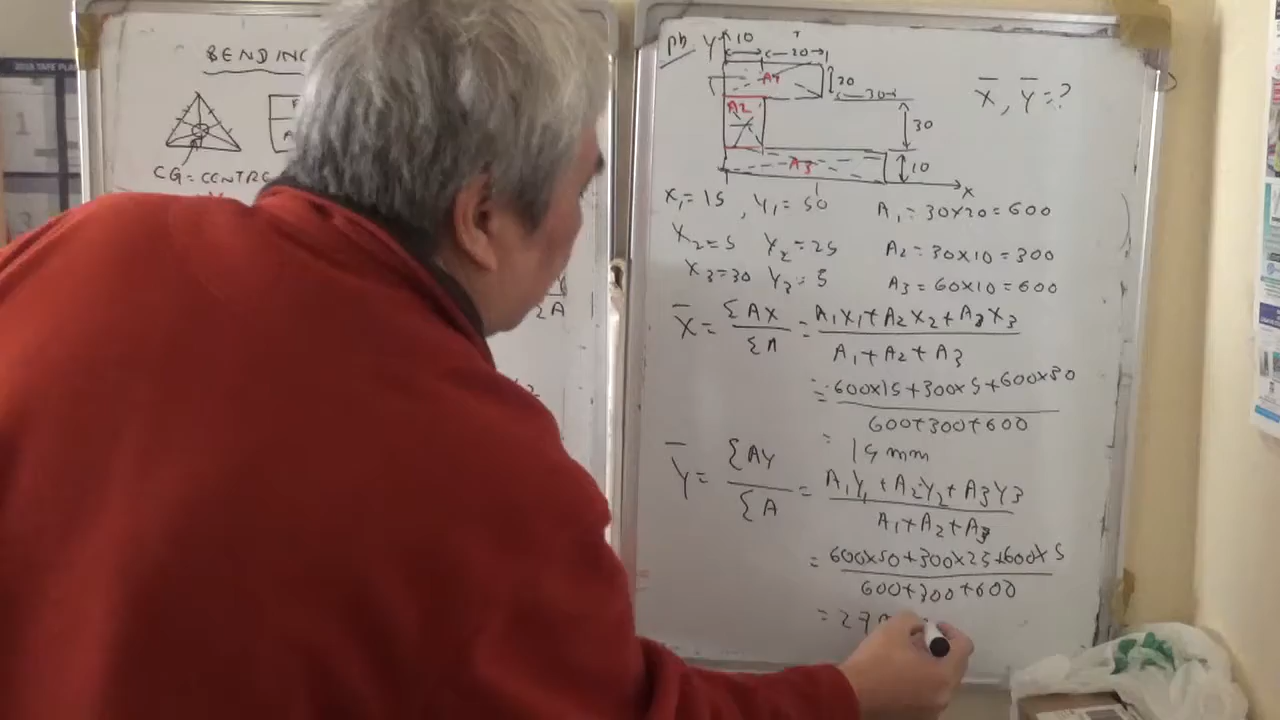 BENDING
CG = CENTRE
2A
Pb Y 10 20
A1 20 30
X̄, Ȳ = ?
A2 30
A3 10
X
X₁ = 15, Y₁ = 50 A₁ = 30×20 = 600
X₂ = 5 Y₂ = 25 A₂ = 30×10 = 300
X₃ = 30 Y₃ = 5 A₃ = 60×10 = 600
X̄ = ΣAX / ΣA = A₁X₁ + A₂X₂ + A₃X₃ / A₁ + A₂ + A₃
= 600×15 + 300×5 + 600×30 / 600 + 300 + 600
= 19 mm
Ȳ = ΣAY / ΣA = A₁Y₁ + A₂Y₂ + A₃Y₃ / A₁ + A₂ + A₃
= 600×50 + 300×25 + 600×5 / 600 + 300 + 600
= 27